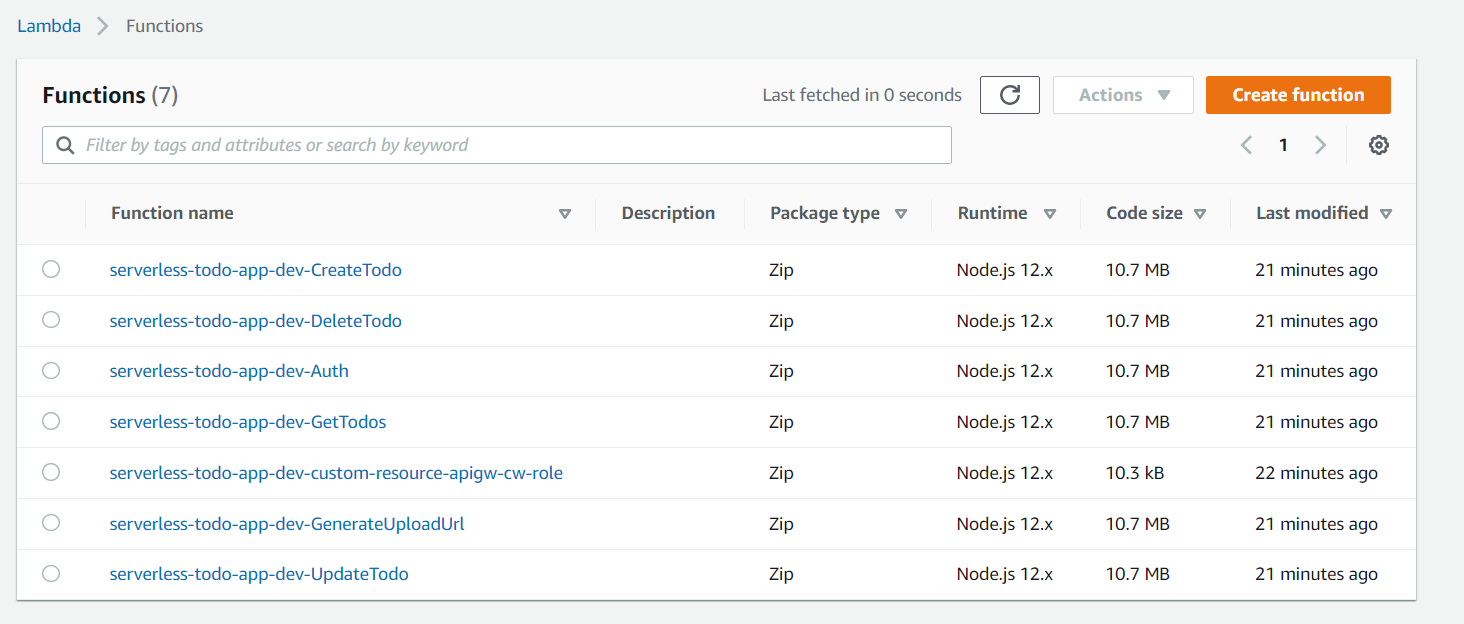 Lambda Functions
Functions (7) Last fetched in 0 seconds Actions Create function
Filter by tags and attributes or search by keyword 1
Function name Description Package type Runtime Code size Last modified
serverless-todo-app-dev-CreateTodo Zip Node.js 12.x 10.7 MB 21 minutes ago
serverless-todo-app-dev-DeleteTodo Zip Node.js 12.x 10.7 MB 21 minutes ago
serverless-todo-app-dev-Auth Zip Node.js 12.x 10.7 MB 21 minutes ago
serverless-todo-app-dev-GetTodos Zip Node.js 12.x 10.7 MB 21 minutes ago
serverless-todo-app-dev-custom-resource-apigw-cw-role Zip Node.js 12.x 10.3 kB 22 minutes ago
serverless-todo-app-dev-GenerateUploadUrl Zip Node.js 12.x 10.7 MB 21 minutes ago
serverless-todo-app-dev-UpdateTodo Zip Node.js 12.x 10.7 MB 21 minutes ago